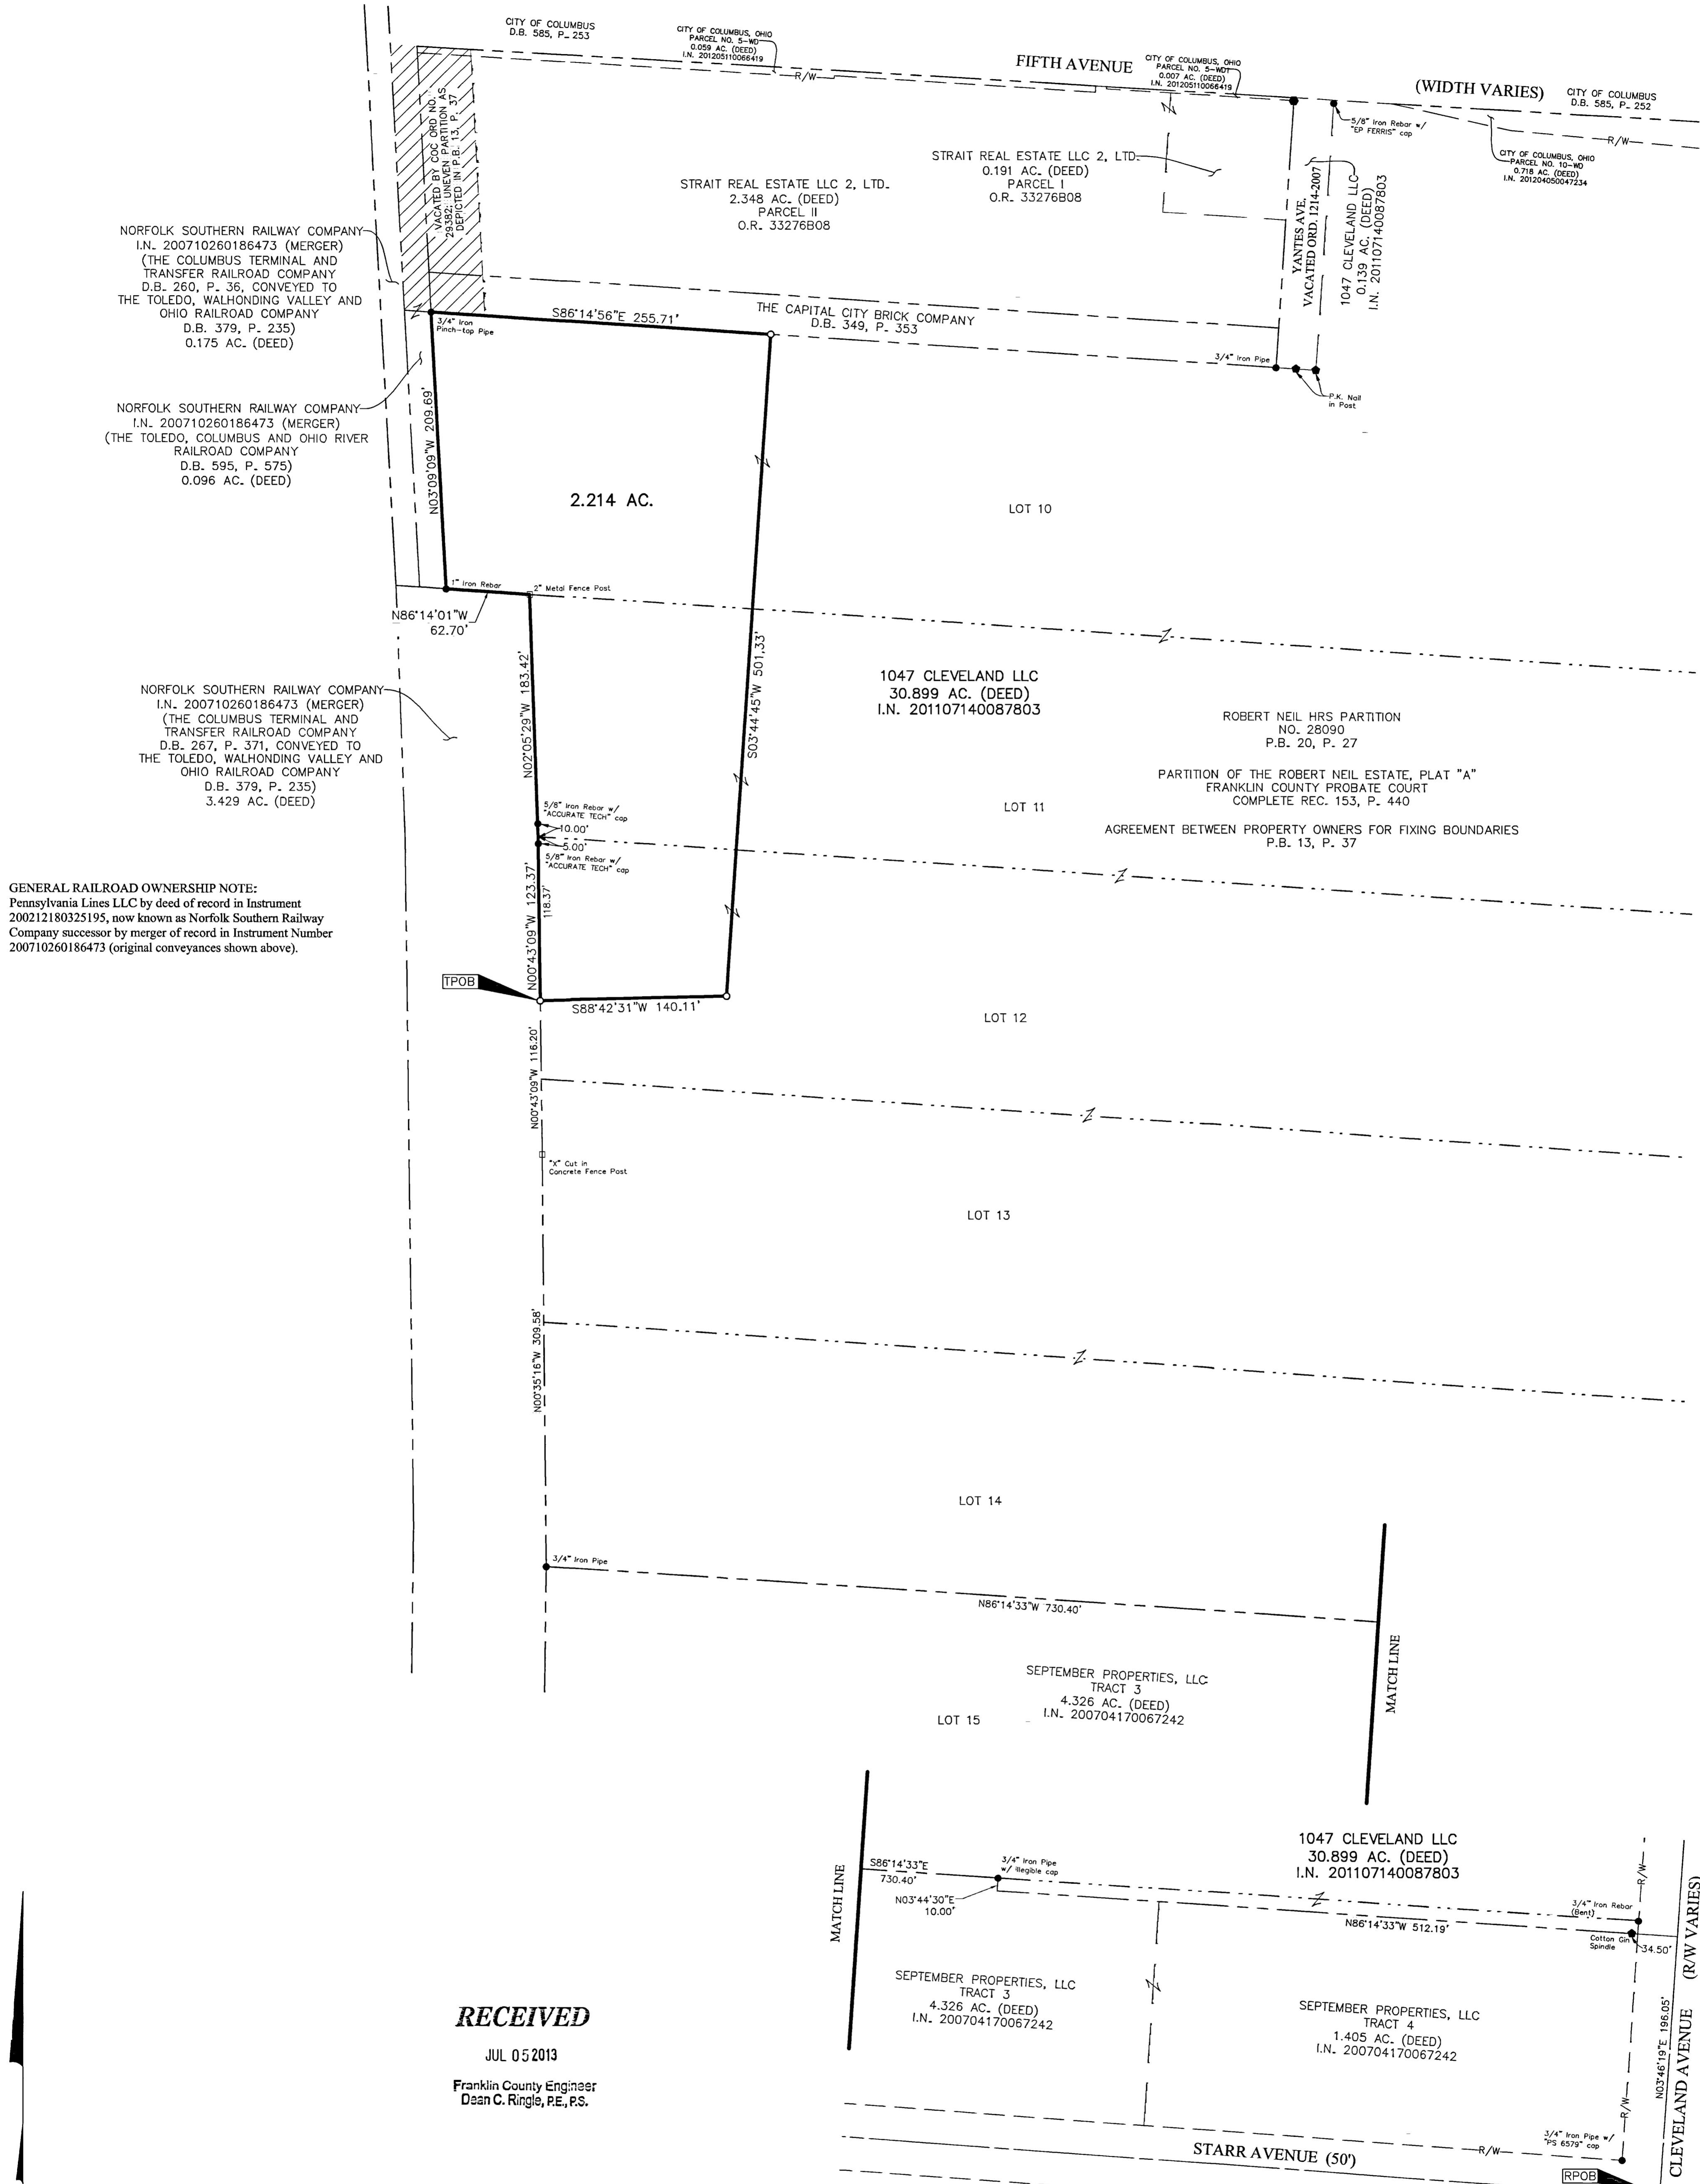 CITY OF COLUMBUS
D.B. 585, P. 253
CITY OF COLUMBUS, OHIO
PARCEL NO. 5-WD
0.059 AC. (DEED)
I.N. 201205110066419
R/W
FIFTH AVENUE
CITY OF COLUMBUS, OHIO
PARCEL NO. 5-WDT
0.007 AC. (DEED)
I.N. 201205110066419
(WIDTH VARIES)
CITY OF COLUMBUS
D.B. 585, P. 252
R/W
5/8" Iron Rebar w/
"EP FERRIS" cap
CITY OF COLUMBUS, OHIO
PARCEL NO. 10-WD
0.718 AC. (DEED)
I.N. 201204050047234
VACATED BY COC ORD NO.
29382; UNEVEN PARTITION AS
DEPICTED IN P.B. 13, P. 37
STRAIT REAL ESTATE LLC 2, LTD.
2.348 AC. (DEED)
PARCEL II
O.R. 33276B08
STRAIT REAL ESTATE LLC 2, LTD.
0.191 AC. (DEED)
PARCEL I
O.R. 33276B08
YANTES AVE.
VACATED ORD. 1214-2007
1047 CLEVELAND LLC
0.139 AC. (DEED)
I.N. 201107140087803
NORFOLK SOUTHERN RAILWAY COMPANY
I.N. 200710260186473 (MERGER)
(THE COLUMBUS TERMINAL AND
TRANSFER RAILROAD COMPANY
D.B. 260, P. 36, CONVEYED TO
THE TOLEDO, WALHONDING VALLEY AND
OHIO RAILROAD COMPANY
D.B. 379, P. 235)
0.175 AC. (DEED)
3/4" Iron
Pinch-top Pipe
S86°14'56"E 255.71'
THE CAPITAL CITY BRICK COMPANY
D.B. 349, P. 353
3/4" Iron Pipe
P.K. Nail
in Post
NORFOLK SOUTHERN RAILWAY COMPANY
I.N. 200710260186473 (MERGER)
(THE TOLEDO, COLUMBUS AND OHIO RIVER
RAILROAD COMPANY
D.B. 595, P. 575)
0.096 AC. (DEED)
N03°09'09"W 209.69'
2.214 AC.
LOT 10
1" Iron Rebar
2" Metal Fence Post
N86°14'01"W
62.70'
N02°05'29"W 183.42'
S03°44'45"W 501.33'
1047 CLEVELAND LLC
30.899 AC. (DEED)
I.N. 201107140087803
NORFOLK SOUTHERN RAILWAY COMPANY
I.N. 200710260186473 (MERGER)
(THE COLUMBUS TERMINAL AND
TRANSFER RAILROAD COMPANY
D.B. 267, P. 371, CONVEYED TO
THE TOLEDO, WALHONDING VALLEY AND
OHIO RAILROAD COMPANY
D.B. 379, P. 235)
3.429 AC. (DEED)
ROBERT NEIL HRS PARTITION
NO. 28090
P.B. 20, P. 27
PARTITION OF THE ROBERT NEIL ESTATE, PLAT "A"
FRANKLIN COUNTY PROBATE COURT
COMPLETE REC. 153, P. 440
AGREEMENT BETWEEN PROPERTY OWNERS FOR FIXING BOUNDARIES
P.B. 13, P. 37
LOT 11
5/8" Iron Rebar w/
"ACCURATE TECH" cap
10.00'
5.00'
5/8" Iron Rebar w/
"ACCURATE TECH" cap
N00°43'09"W 123.37'
118.37'
GENERAL RAILROAD OWNERSHIP NOTE:
Pennsylvania Lines LLC by deed of record in Instrument
200212180325195, now known as Norfolk Southern Railway
Company successor by merger of record in Instrument Number
200710260186473 (original conveyances shown above).
TPOB
S88°42'31"W 140.11'
LOT 12
N00°43'09"W 116.20'
"X" Cut in
Concrete Fence Post
LOT 13
N00°35'16"W 309.58'
LOT 14
3/4" Iron Pipe
N86°14'33"W 730.40'
MATCH LINE
SEPTEMBER PROPERTIES, LLC
TRACT 3
4.326 AC. (DEED)
I.N. 200704170067242
LOT 15
MATCH LINE
S86°14'33"E
730.40'
3/4" Iron Pipe
w/ illegible cap
N03°44'30"E
10.00'
1047 CLEVELAND LLC
30.899 AC. (DEED)
I.N. 201107140087803
R/W
3/4" Iron Rebar
(Bent)
N86°14'33"W 512.19'
Cotton Gin
Spindle
34.50'
SEPTEMBER PROPERTIES, LLC
TRACT 3
4.326 AC. (DEED)
I.N. 200704170067242
SEPTEMBER PROPERTIES, LLC
TRACT 4
1.405 AC. (DEED)
I.N. 200704170067242
N03°46'19"E 196.05'
CLEVELAND AVENUE (R/W VARIES)
R/W
RECEIVED
JUL 05 2013
Franklin County Engineer
Dean C. Ringle, P.E., P.S.
STARR AVENUE (50')
R/W
3/4" Iron Pipe w/
"PS 6579" cap
RPOB